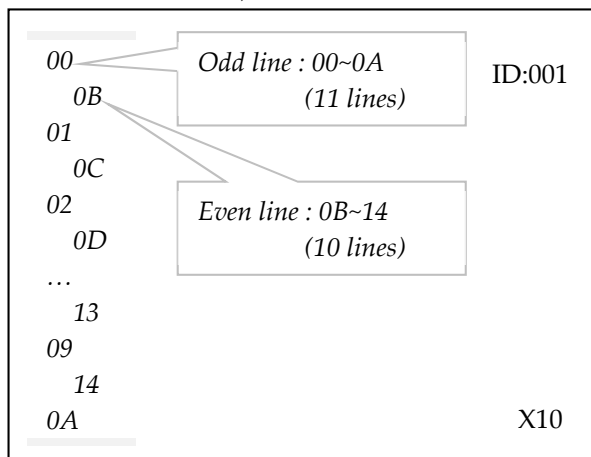 00
Odd line : 00~0A
(11 lines)
ID:001
0B
01
0C
02
Even line : 0B~14
(10 lines)
0D
…
13
09
14
0A
X10